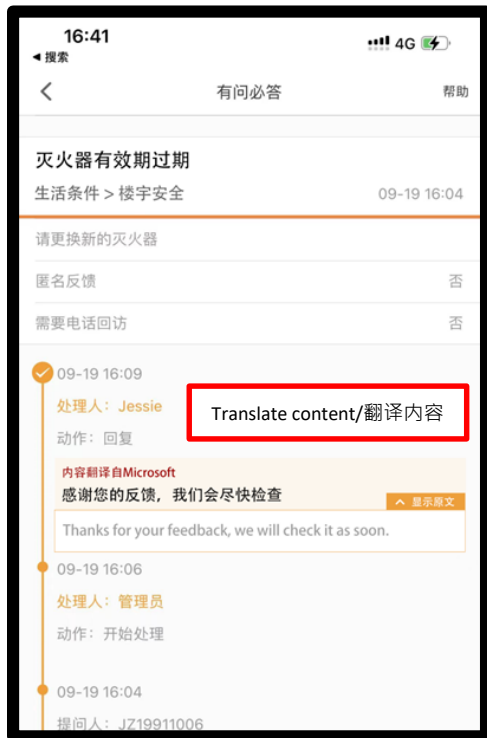 16:41
4G
◀ 搜索
有问必答
帮助
灭火器有效期过期
生活条件 > 楼宇安全
09-19 16:04
请更换新的灭火器
匿名反馈
否
需要电话回访
否
09-19 16:09
处理人：Jessie
Translate content/翻译内容
动作：回复
内容翻译自Microsoft
感谢您的反馈，我们会尽快检查
显示原文
Thanks for your feedback, we will check it as soon.
09-19 16:06
处理人：管理员
动作：开始处理
09-19 16:04
提问人：JZ19911006